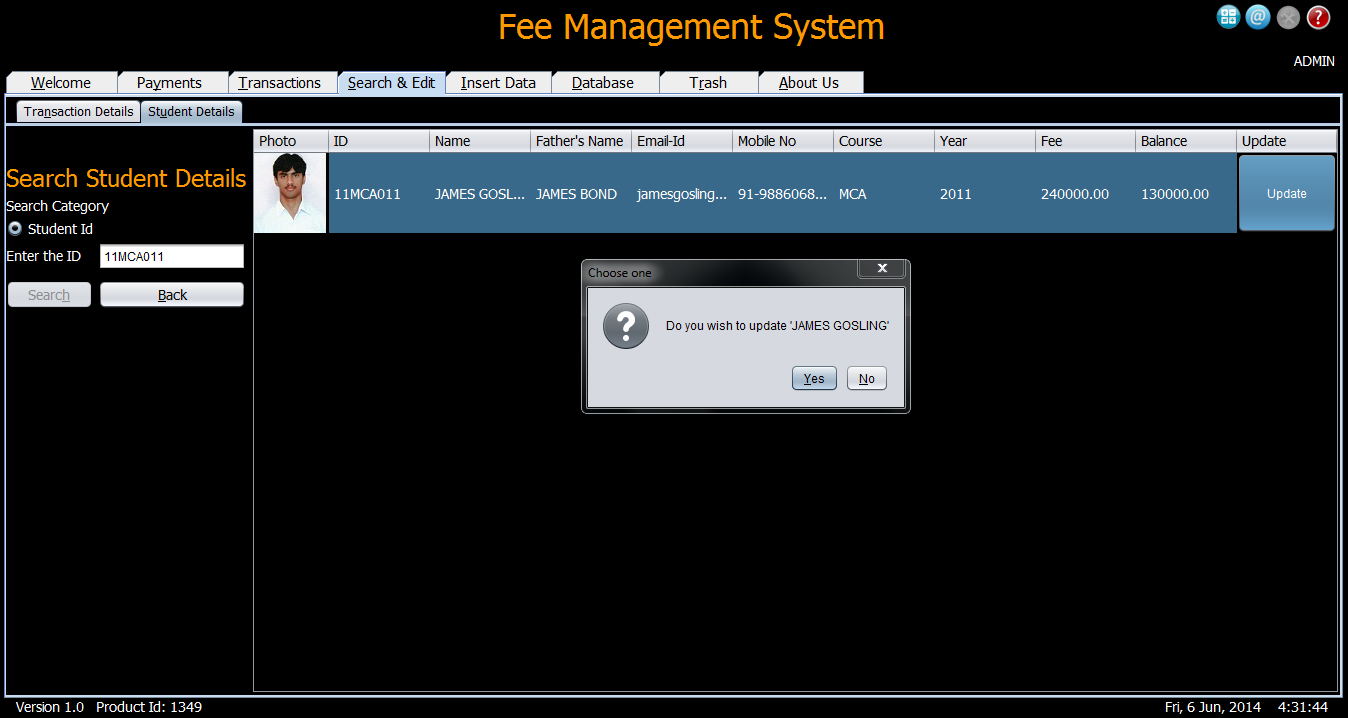 Fee Management System
ADMIN
Welcome Payments Transactions Search & Edit Insert Data Database Trash About Us
Transaction Details Student Details
Photo ID Name Father's Name Email-Id Mobile No Course Year Fee Balance Update
11MCA011 JAMES GOSL... JAMES BOND jamesgosling... 91-9886068... MCA 2011 240000.00 130000.00 Update
Search Student Details
Search Category
Student Id
Enter the ID 11MCA011
Search Back
Choose one
Do you wish to update 'JAMES GOSLING'
Yes No
Version 1.0 Product Id: 1349 Fri, 6 Jun, 2014 4:31:44